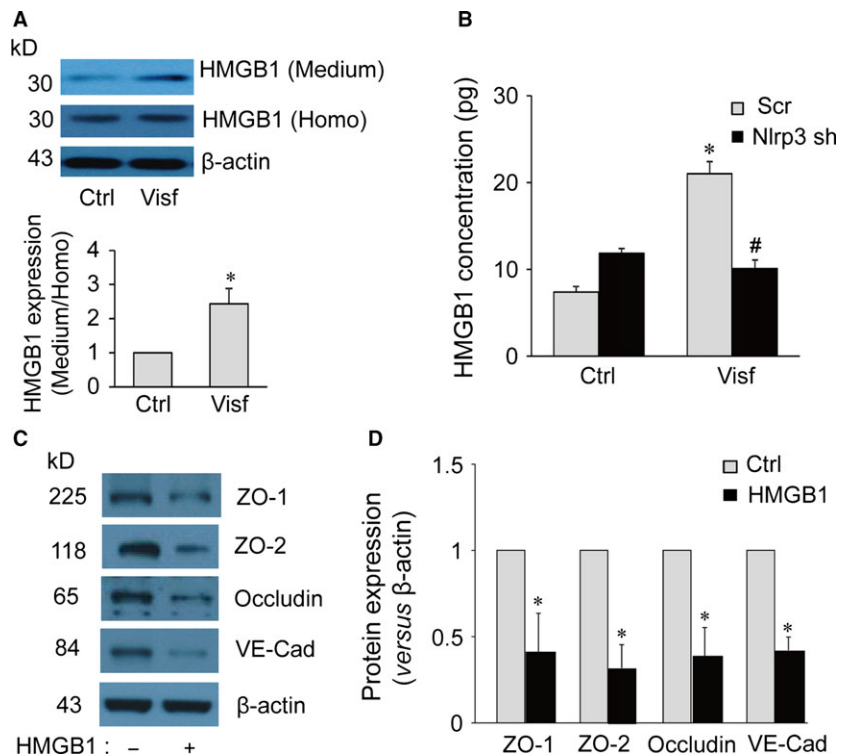 A
kD
30
HMGB1 (Medium)
30
HMGB1 (Homo)
43
β-actin
Ctrl Visf
HMGB1 expression
(Medium/Homo)
4
3
2
1
0
*
Ctrl Visf
B
HMGB1 concentration (pg)
30
20
10
0
Scr
Nlrp3 sh
*
#
Ctrl Visf
C
kD
225 ZO-1
118 ZO-2
65 Occludin
84 VE-Cad
43 β-actin
HMGB1 : – +
D
Protein expression
(versus β-actin)
1.5
1
0.5
0
Ctrl
HMGB1
* * * *
ZO-1 ZO-2 Occludin VE-Cad